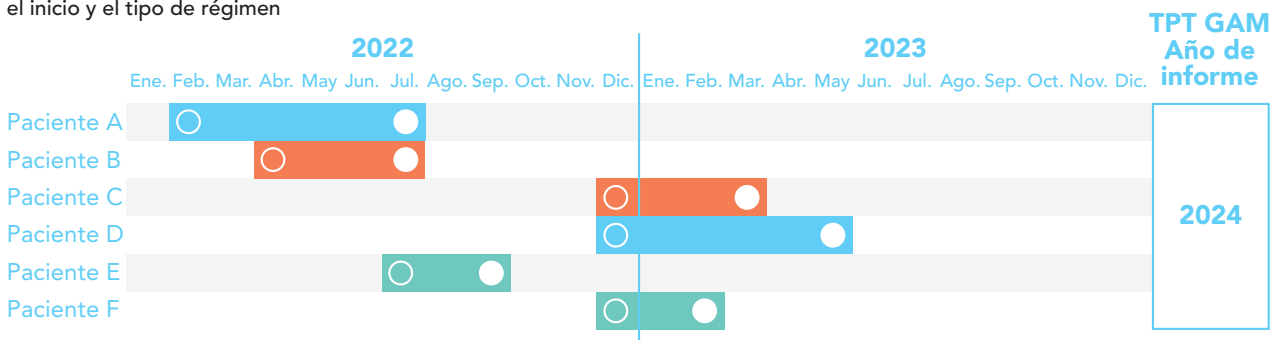 el inicio y el tipo de régimen
TPT GAM
Año de
informe
2022
2023
Ene. Feb. Mar. Abr. May Jun. Jul. Ago. Sep. Oct. Nov. Dic.
Ene. Feb. Mar. Abr. May Jun. Jul. Ago. Sep. Oct. Nov. Dic.
Paciente A
Paciente B
Paciente C
Paciente D
Paciente E
Paciente F
2024